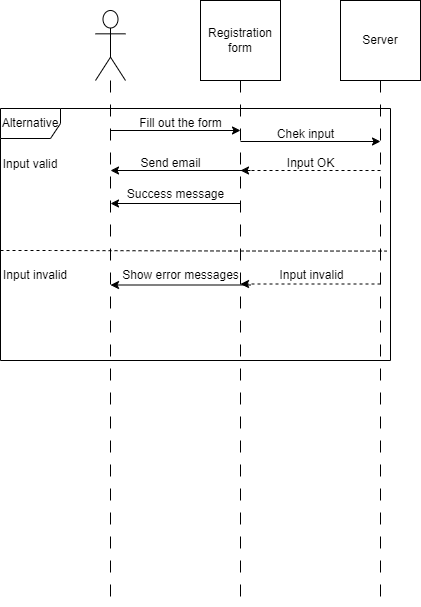 Registration
form
Server
Alternative
Fill out the form
Chek input
Input valid
Send email
Input OK
Success message
Input invalid
Show error messages
Input invalid